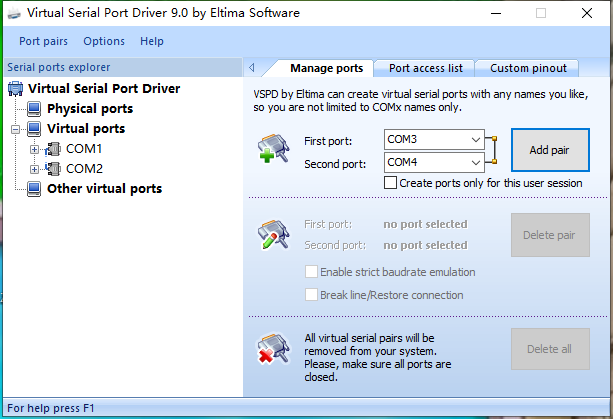 Virtual Serial Port Driver 9.0 by Eltima Software
Port pairs Options Help
Serial ports explorer
Virtual Serial Port Driver
Physical ports
Virtual ports
COM1
COM2
Other virtual ports
Manage ports Port access list Custom pinout
VSPD by Eltima can create virtual serial ports with any names you like,
so you are not limited to COMx names only.
First port: COM3
Second port: COM4
Add pair
Create ports only for this user session
First port: no port selected
Second port: no port selected
Delete pair
Enable strict baudrate emulation
Break line/Restore connection
All virtual serial pairs will be
removed from your system.
Please, make sure all ports are
closed.
Delete all
For help press F1